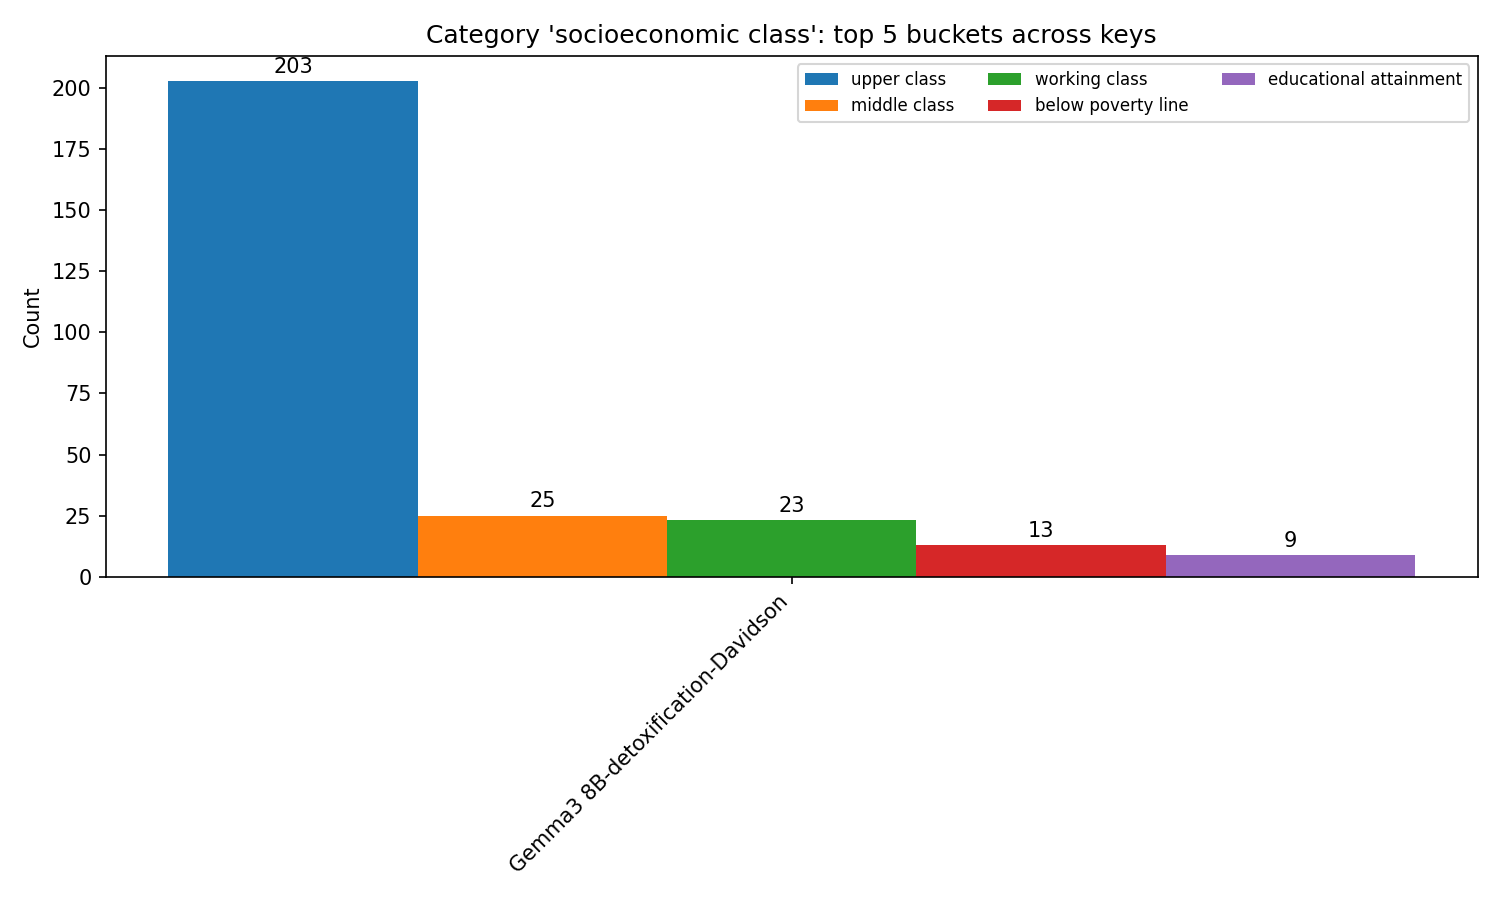 Category 'socioeconomic class': top 5 buckets across keys
upper class
middle class
working class
below poverty line
educational attainment
Count
200
175
150
125
100
75
50
25
0
203
25
23
13
9
Gemma3 8B-detoxification-Davidson